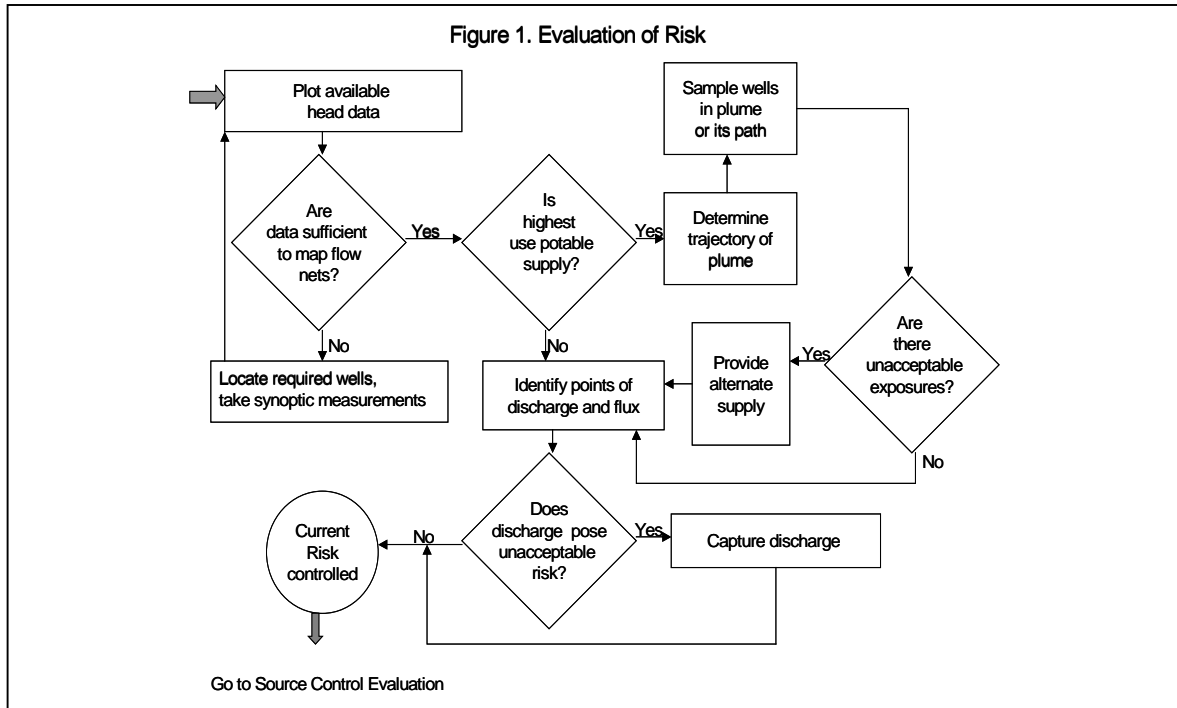 Figure 1. Evaluation of Risk
Plot available
head data
Are
data sufficient
to map flow
nets?
Yes
No
Locate required wells,
take synoptic measurements
Is
highest
use potable
supply?
Yes
No
Determine
trajectory of
plume
Sample wells
in plume
or its path
Are
there
unacceptable
exposures?
Yes
No
Provide
alternate
supply
Identify points of
discharge and flux
Does
discharge pose
unacceptable
risk?
Yes
No
Capture discharge
Current
Risk
controlled
Go to Source Control Evaluation